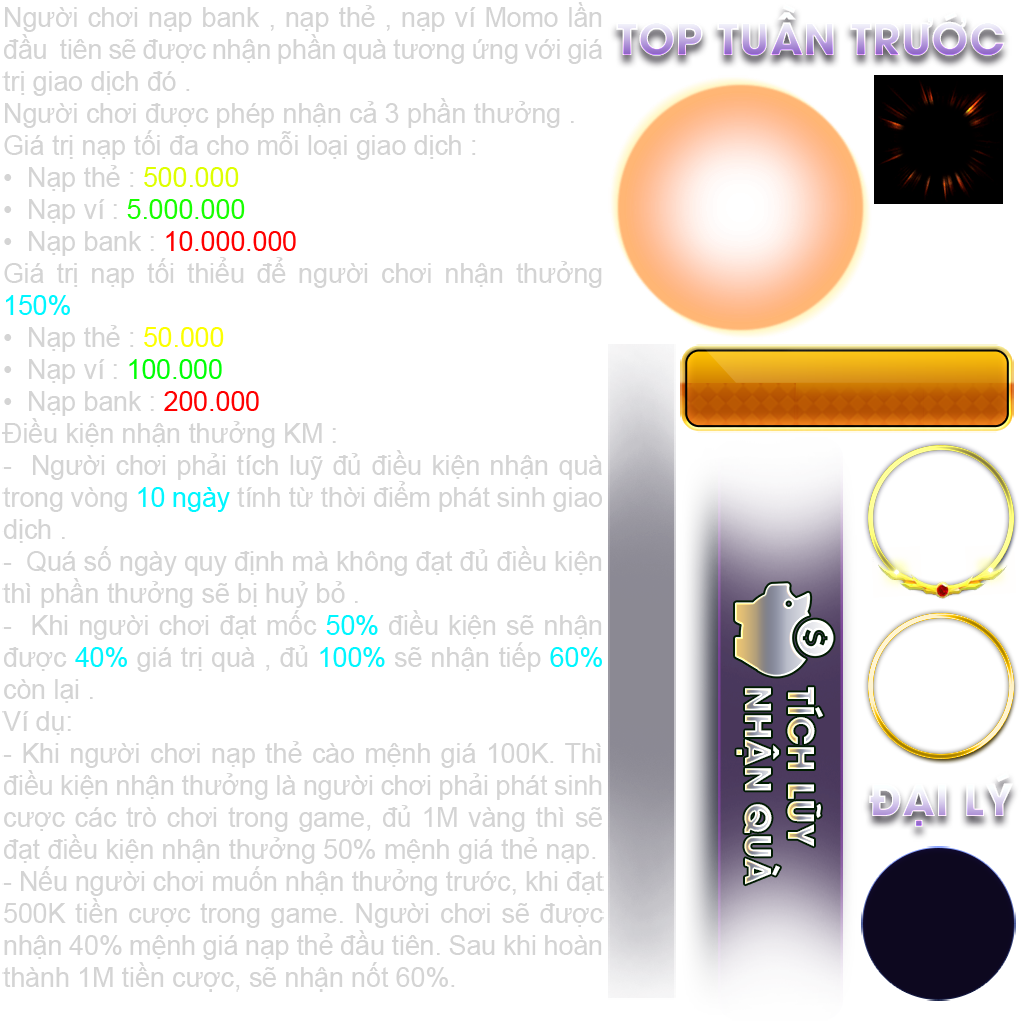 Người chơi nạp bank , nạp thẻ , nạp ví Momo lần
đầu  tiên sẽ được nhận phần quà tương ứng với giá
trị giao dịch đó .
Người chơi được phép nhận cả 3 phần thưởng .
Giá trị nạp tối đa cho mỗi loại giao dịch :
• Nạp thẻ : 500.000
• Nạp ví : 5.000.000
• Nạp bank : 10.000.000
Giá trị nạp tối thiểu để người chơi nhận thưởng
150%
• Nạp thẻ : 50.000
• Nạp ví : 100.000
• Nạp bank : 200.000
Điều kiện nhận thưởng KM :
- Người chơi phải tích luỹ đủ điều kiện nhận quà
trong vòng 10 ngày tính từ thời điểm phát sinh giao
dịch .
- Quá số ngày quy định mà không đạt đủ điều kiện
thì phần thưởng sẽ bị huỷ bỏ .
- Khi người chơi đạt mốc 50% điều kiện sẽ nhận
được 40% giá trị quà , đủ 100% sẽ nhận tiếp 60%
còn lại .
Ví dụ:
- Khi người chơi nạp thẻ cào mệnh giá 100K. Thì
điều kiện nhận thưởng là người chơi phải phát sinh
cược các trò chơi trong game, đủ 1M vàng thì sẽ
đạt điều kiện nhận thưởng 50% mệnh giá thẻ nạp.
- Nếu người chơi muốn nhận thưởng trước, khi đạt
500K tiền cược trong game. Người chơi sẽ được
nhận 40% mệnh giá nạp thẻ đầu tiên. Sau khi hoàn
thành 1M tiền cược, sẽ nhận nốt 60%.
TOP TUẦN TRƯỚC
$
TÍCH LŨY
NHẬN QUÀ
ĐẠI LÝ